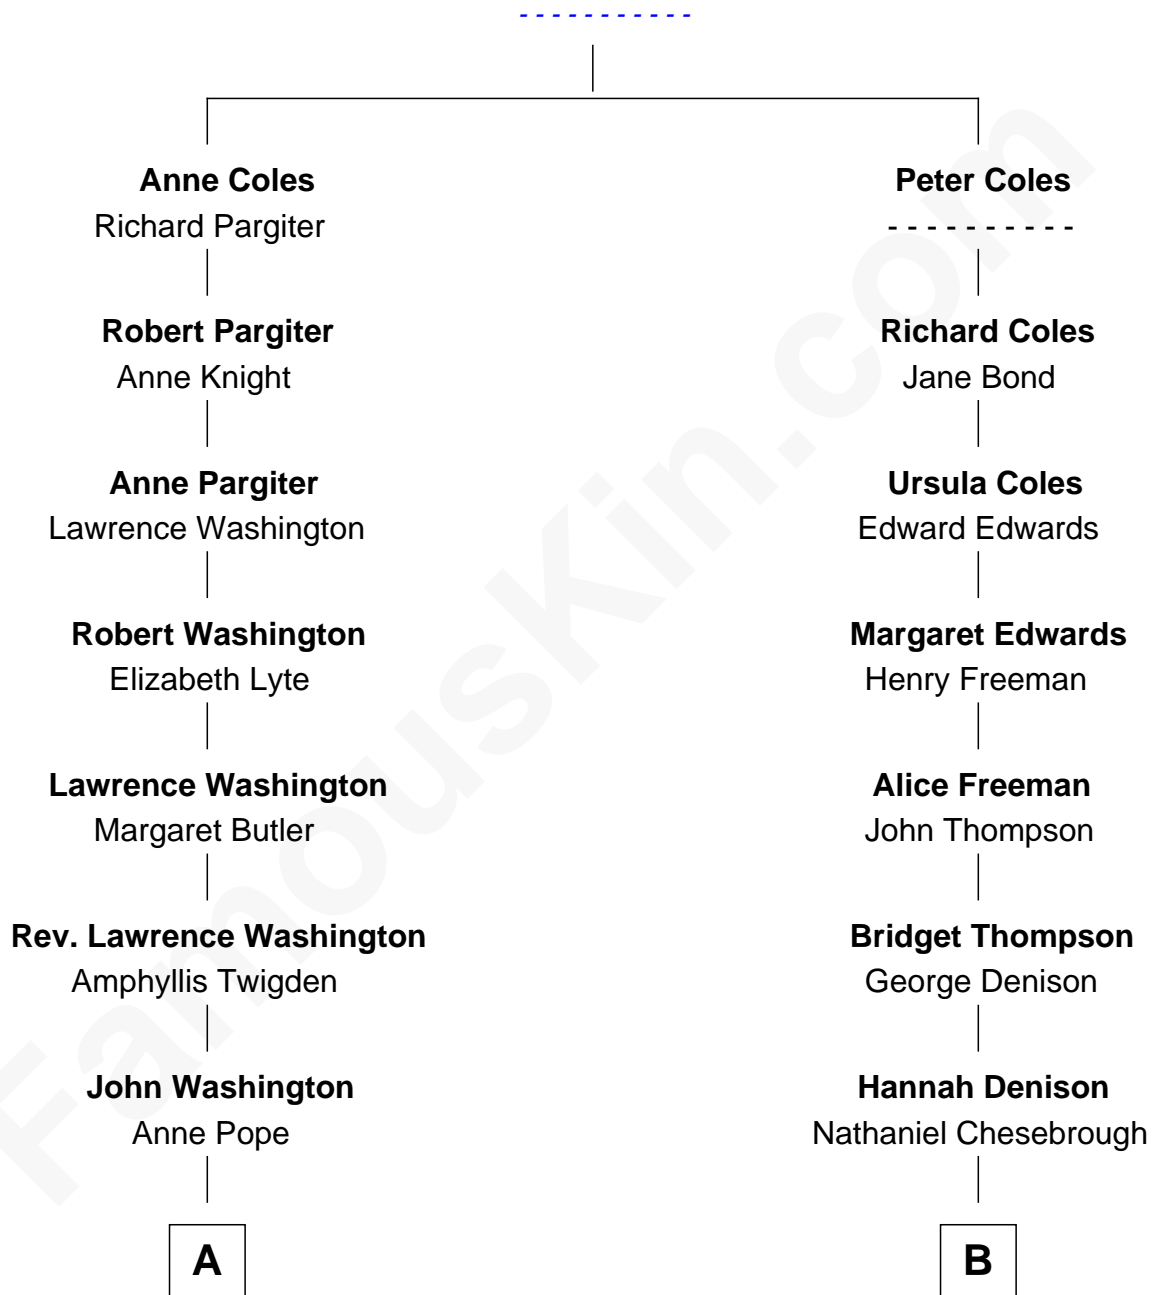 - - - - - - - - - - -
Anne Coles
Richard Pargiter
Peter Coles
- - - - - - - - - -
Robert Pargiter
Anne Knight
Richard Coles
Jane Bond
Anne Pargiter
Lawrence Washington
Ursula Coles
Edward Edwards
Robert Washington
Elizabeth Lyte
Margaret Edwards
Henry Freeman
Lawrence Washington
Margaret Butler
Alice Freeman
John Thompson
Rev. Lawrence Washington
Amphyllis Twigden
Bridget Thompson
George Denison
John Washington
Anne Pope
Hannah Denison
Nathaniel Chesebrough
A
B
FamousKin.com